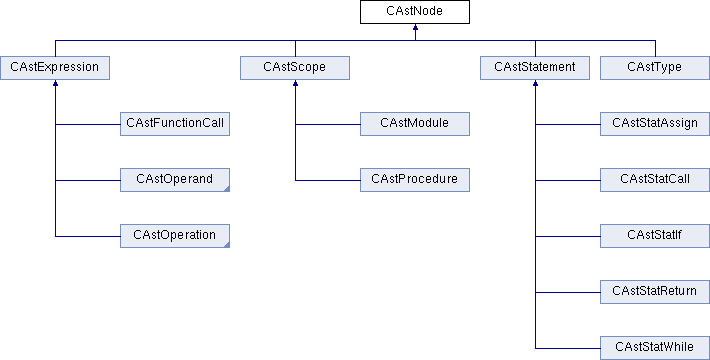 CAstNode
CAstExpression
CAstScope
CAstStatement
CAstType
CAstFunctionCall
CAstModule
CAstStatAssign
CAstOperand
CAstProcedure
CAstStatCall
CAstOperation
CAstStatIf
CAstStatReturn
CAstStatWhile